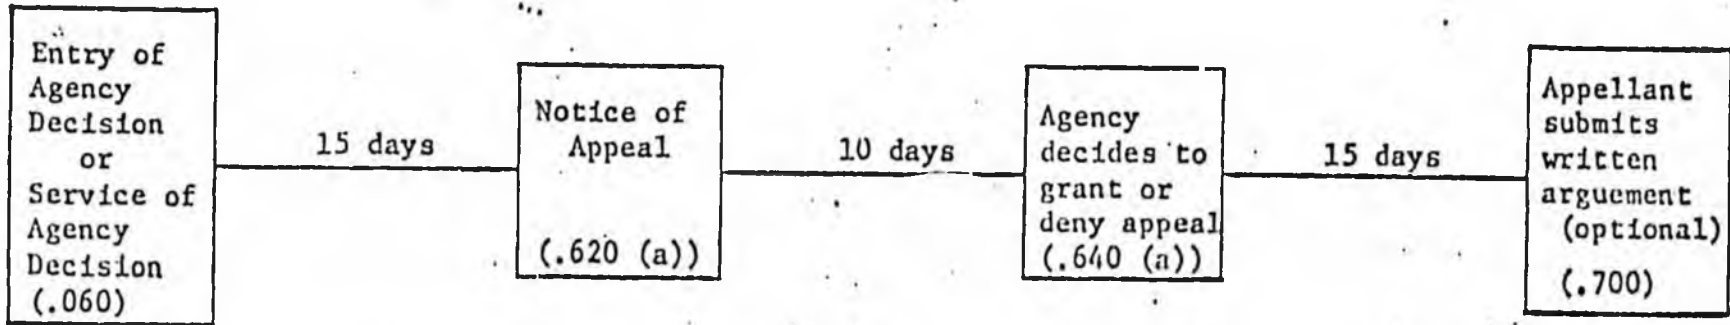 Entry of
Agency
Decision
or
Service of
Agency
Decision
(.060)
15 days
Notice of
Appeal
(.620 (a))
10 days
Agency
decides to
grant or
deny appeal
(.640 (a))
15 days
Appellant
submits
written
arguement
(optional)
(.700)